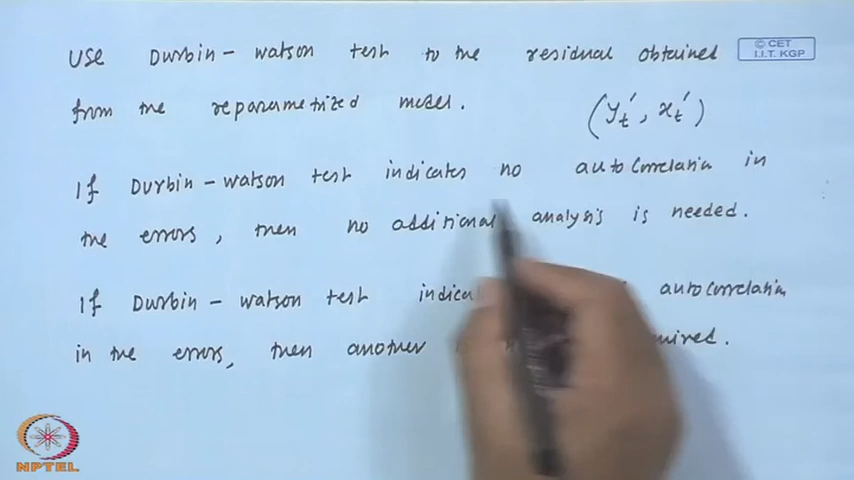 Use Durbin - Watson test to the residual obtained
from the reparametrized model. (y_t', x_t')
If Durbin - Watson test indicates no autocorrelation in
the errors, then no additional analysis is needed.
If Durbin - Watson test autocorrelation
in the errors, then another
© CET
I.I.T. KGP
NPTEL